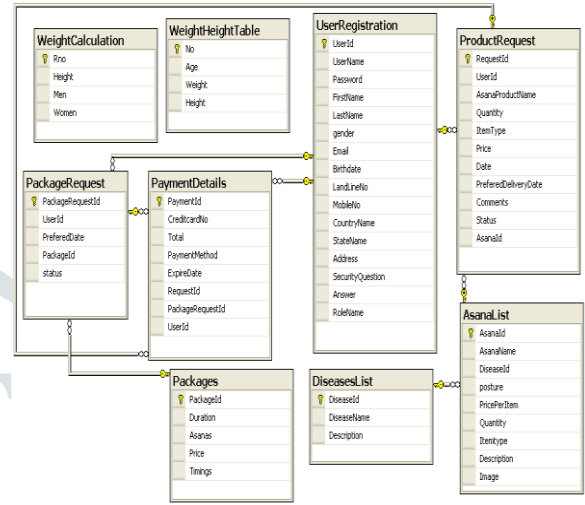 WeightCalculation
Rno
Height
Men
Women
WeightHeightTable
No
Age
Weight
Height
UserRegistration
UserId
UserName
Password
FirstName
LastName
gender
Email
Birthdate
LandLineNo
MobileNo
CountryName
StateName
Address
SecurityQuestion
Answer
RoleName
ProductRequest
RequestId
UserId
AsanaProductName
Quantity
ItemType
Price
Date
PreferedDeliveryDate
Comments
Status
AsanaId
PackageRequest
PackageRequestId
UserId
PreferedDate
PackageId
status
PaymentDetails
PaymentId
CreditcardNo
Total
PaymentMethod
ExpireDate
RequestId
PackageRequestId
UserId
Packages
PackageId
Duration
Asanas
Price
Timings
DiseasesList
DiseaseId
DiseaseName
Description
AsanaList
AsanaId
AsanaName
DiseaseId
posture
PricePerItem
Quantity
Itemtype
Description
Image